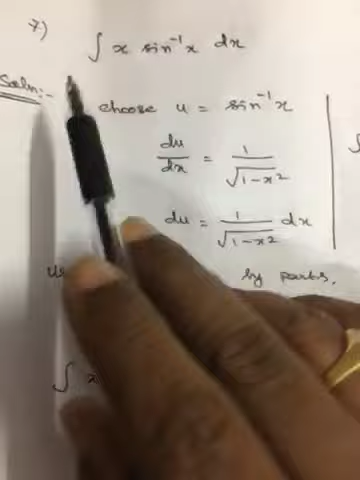 7)
∫ x sin⁻¹x dx
Soln:-
choose u = sin⁻¹x
du/dx = 1/√(1-x²)
du = 1/√(1-x²) dx
by parts.
∫ x
∫